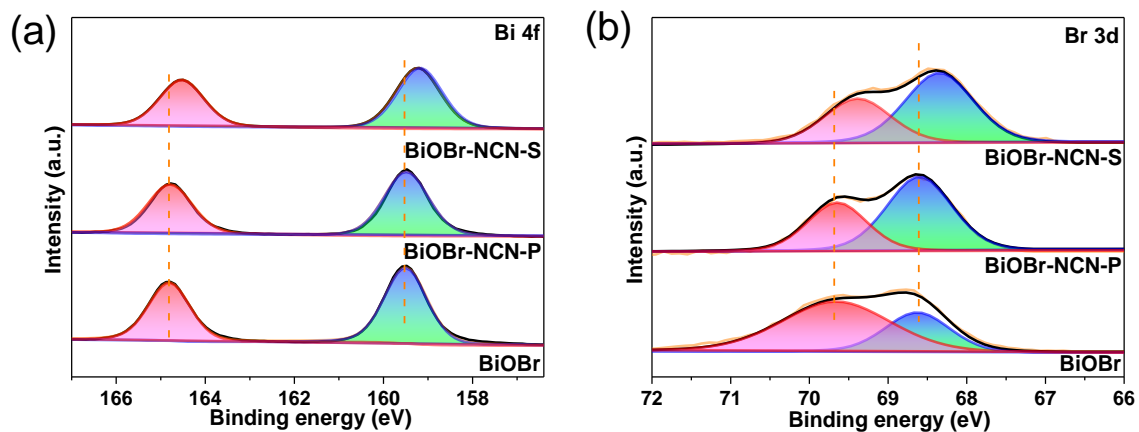 (a)
Bi 4f
BiOBr-NCN-S
BiOBr-NCN-P
BiOBr
Intensity (a.u.)
166 164 162 160 158
Binding energy (eV)
(b)
Br 3d
BiOBr-NCN-S
BiOBr-NCN-P
BiOBr
Intensity (a.u.)
72 71 70 69 68 67 66
Binding energy (eV)